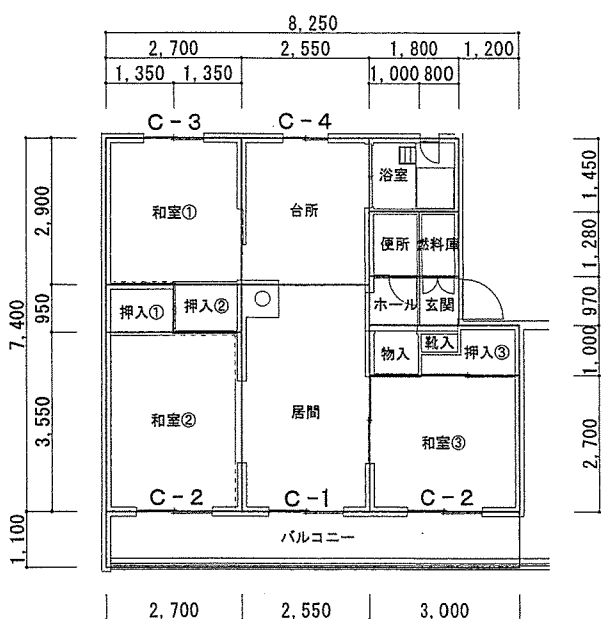 8,250
2,700 2,550 1,800 1,200
1,350 1,350 1,000 800
C-3 C-4
2,900
950
3,550
7,400
1,100
1,450
1,280
970
1,000
2,700
和室① 台所 浴室
便所 燃料庫
押入① 押入② ホール 玄関
物入 靴入 押入③
和室② 居間 和室③
C-2 C-1 C-2
バルコニー
2,700 2,550 3,000